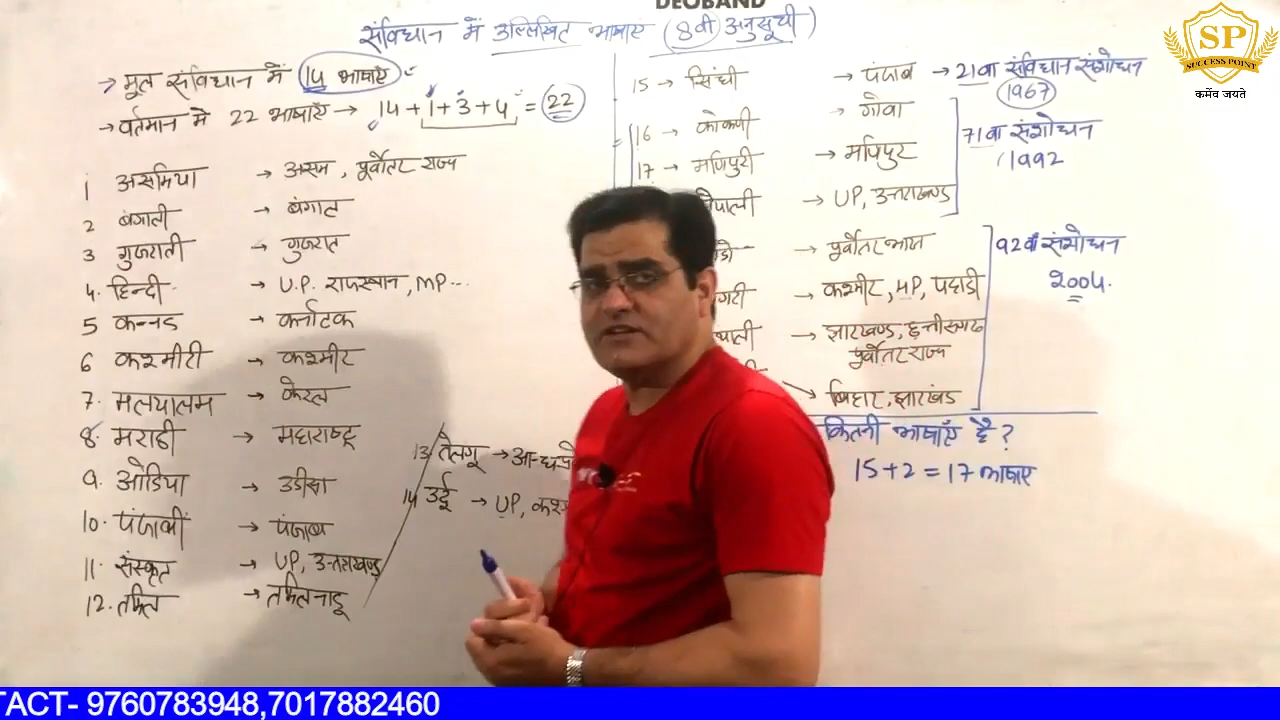 DEOBAND
संविधान में उल्लिखित भाषाएं (8वीं अनुसूची)
→ मूल संविधान में 14 भाषाएँ
→ वर्तमान मे 22 भाषाएँ → 14+1+3+4 = 22
1 असमिया → असम, पूर्वोतर राज्य
2 बंगाली → बंगाल
3 गुजराती → गुजरात
4. हिन्दी → U.P. राजस्थान, MP...
5 कन्नड → कर्नाटक
6 कश्मीरी → कश्मीर
7. मलयालम → केरल
8. मराठी → महाराष्ट्र
9. ओडिया → उडीसा
10. पंजाबी → पंजाब
11. संस्कृत → UP, उत्तराखण्ड
12. तमिल → तमिलनाडू
13 तेलगू →
14 उर्दू → UP,
15 → सिंधी → पंजाब → 21वा संविधान संशोधन
1967
16 → कोकणी → गोवा
17 → मणिपुरी → मणिपुर
71वा संशोधन
1992
→ UP, उत्तराखण्ड
→ पूर्वोतर भारत
92वां संशोधन
2004.
→ कश्मीर, HP, पहाडी
→ झारखण्ड, छत्तीसगढ
पूर्वोतर राज्य
→ बिहार, झारखंड
कितनी भाषाएँ है?
15+2 = 17 भाषाए
SP
SUCCESS POINT
कर्मेव जयते
TACT- 9760783948,7017882460